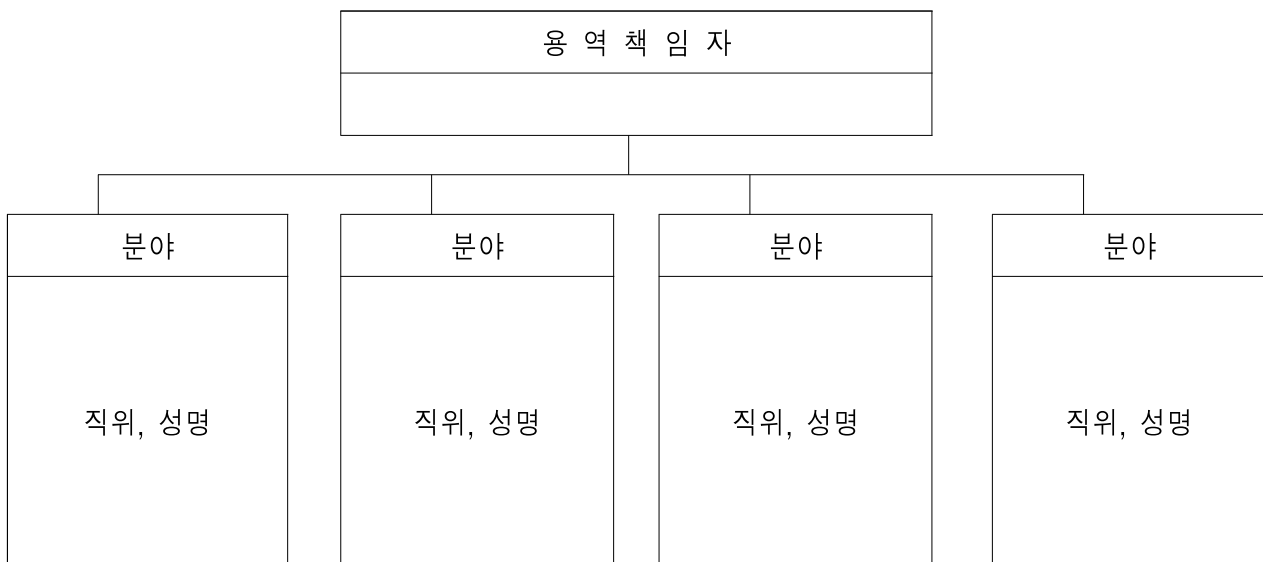 용 역 책 임 자
분야 분야 분야 분야
직위, 성명 직위, 성명 직위, 성명 직위, 성명